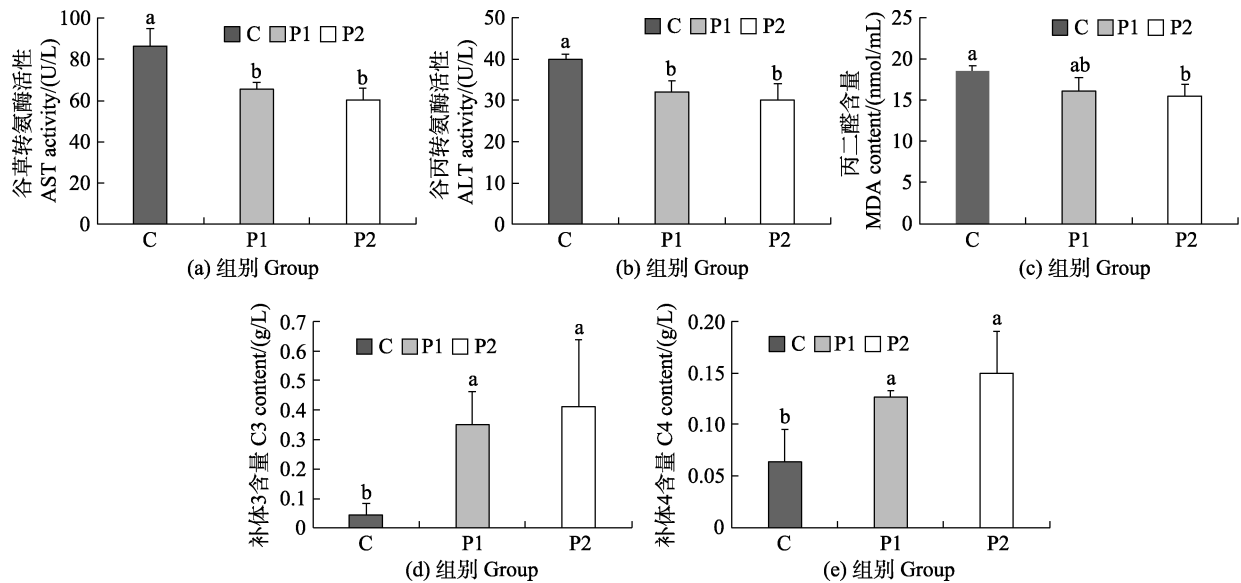 谷草转氨酶活性
AST activity/(U/L)
100
80
60
40
20
0
C P1 P2
a
b
b
C P1 P2
(a) 组别 Group
谷丙转氨酶活性
ALT activity/(U/L)
50
40
30
20
10
0
C P1 P2
a
b
b
C P1 P2
(b) 组别 Group
丙二醛含量
MDA content/(nmol/mL)
25
20
15
10
5
0
C P1 P2
a
ab
b
C P1 P2
(c) 组别 Group
补体3含量 C3 content/(g/L)
0.7
0.6
0.5
0.4
0.3
0.2
0.1
0
C P1 P2
b
a
a
C P1 P2
(d) 组别 Group
补体4含量 C4 content/(g/L)
0.20
0.15
0.10
0.05
0
C P1 P2
b
a
a
C P1 P2
(e) 组别 Group